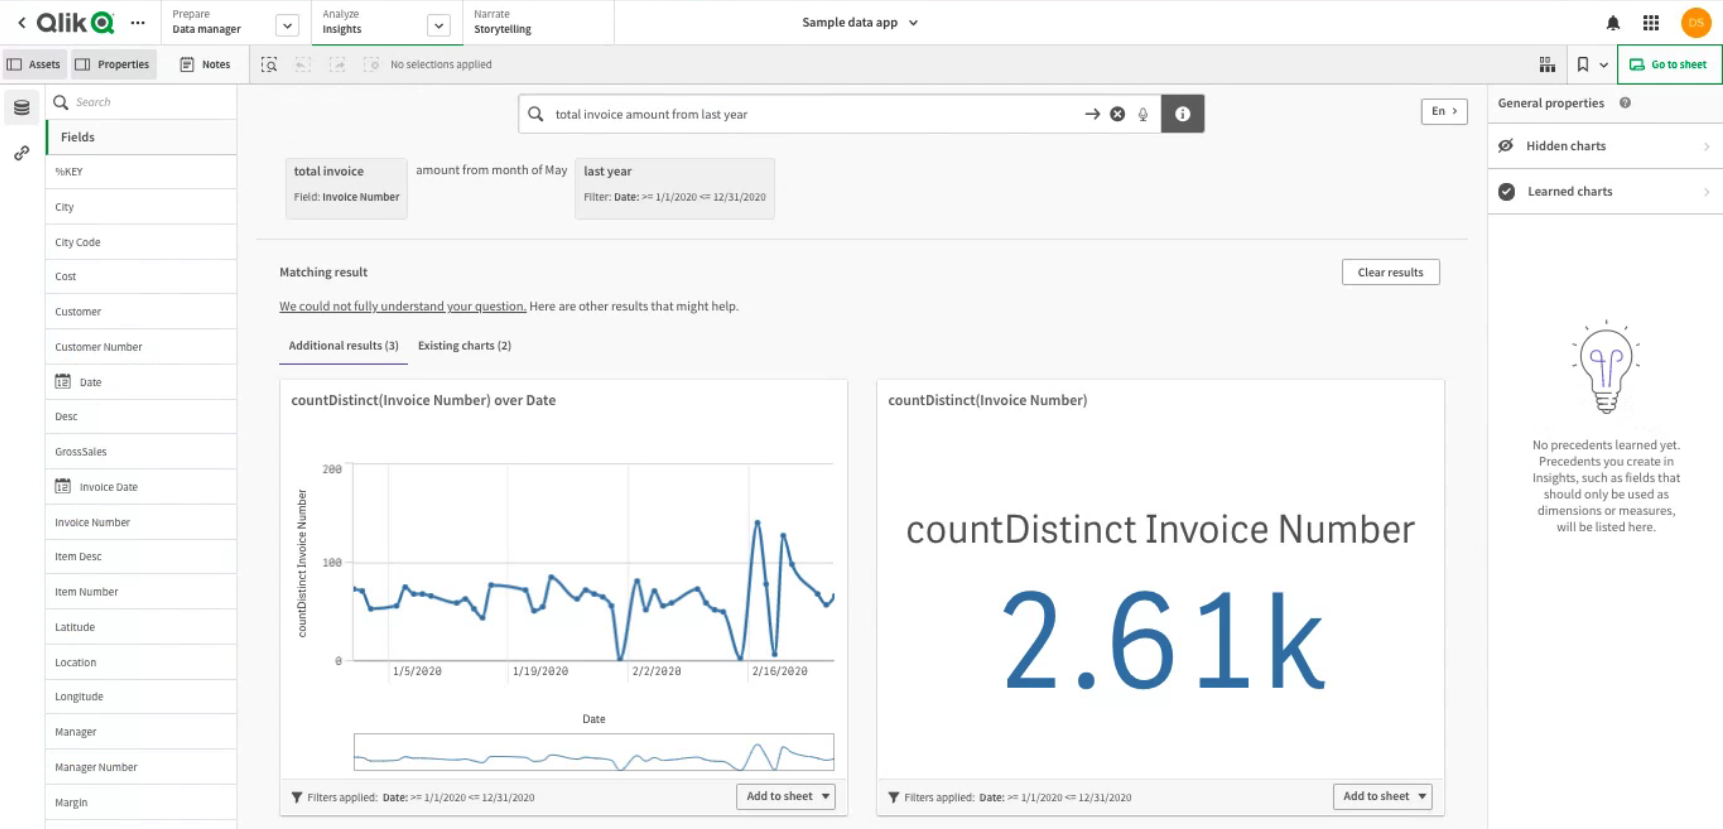 Qlik
Prepare
Data manager
Analyze
Insights
Narrate
Storytelling
Sample data app
DS
Assets
Properties
Notes
No selections applied
Go to sheet
Search
Fields
%KEY
City
City Code
Cost
Customer
Customer Number
12 Date
Desc
GrossSales
12 Invoice Date
Invoice Number
Item Desc
Item Number
Latitude
Location
Longitude
Manager
Manager Number
Margin
total invoice amount from last year
En
total invoice
Field: Invoice Number
amount from month of May
last year
Filter: Date: >= 1/1/2020 <= 12/31/2020
Matching result
Clear results
We could not fully understand your question. Here are other results that might help.
Additional results (3)
Existing charts (2)
countDistinct(Invoice Number) over Date
countDistinct Invoice Number
200
100
0
1/5/2020
1/19/2020
2/2/2020
2/16/2020
Date
Filters applied: Date: >= 1/1/2020 <= 12/31/2020
Add to sheet
countDistinct(Invoice Number)
countDistinct Invoice Number
2.61k
Filters applied: Date: >= 1/1/2020 <= 12/31/2020
Add to sheet
General properties
Hidden charts
Learned charts
No precedents learned yet.
Precedents you create in
Insights, such as fields that
should only be used as
dimensions or measures,
will be listed here.